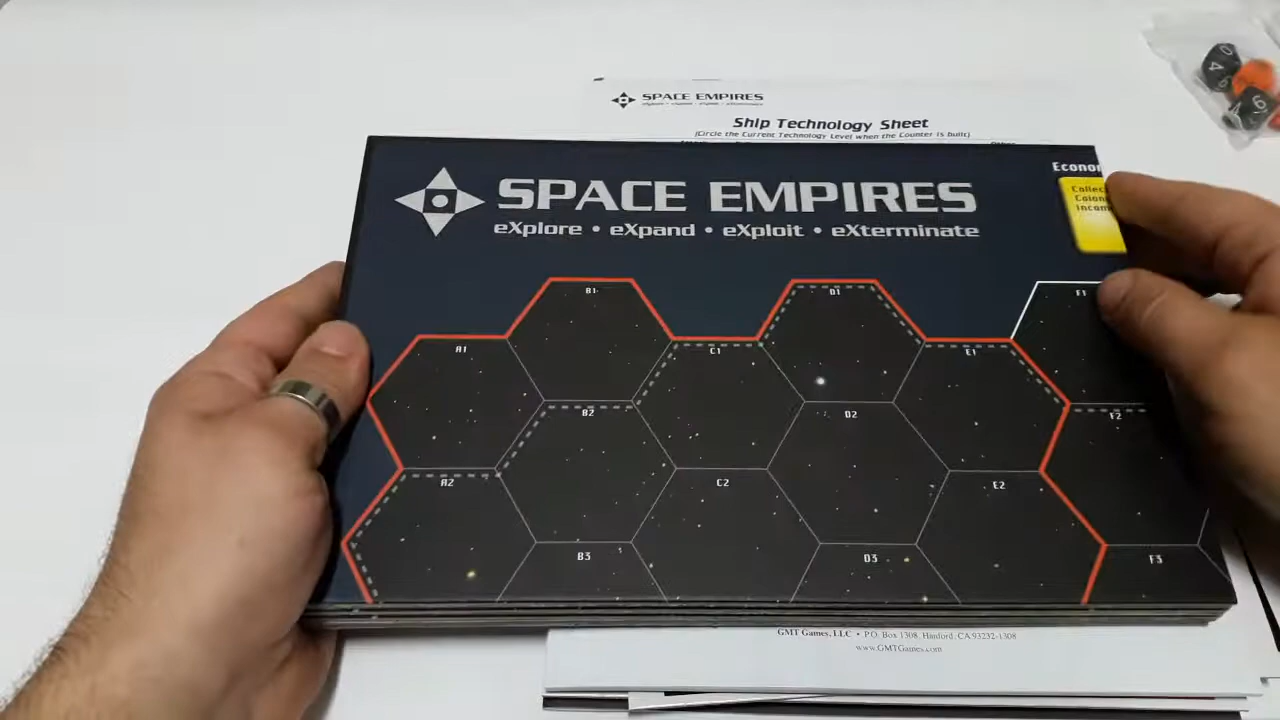 SPACE EMPIRES
Ship Technology Sheet
(Circle the Current Technology Level when the Counter is built)
SPACE EMPIRES
eXplore • eXpand • eXploit • eXterminate
B1
D1
F1
A1
C1
E1
B2
D2
F2
A2
C2
E2
B3
D3
F3
GMT Games, LLC • P.O. Box 1308, Hanford, CA 93232-1308
www.GMTGames.com